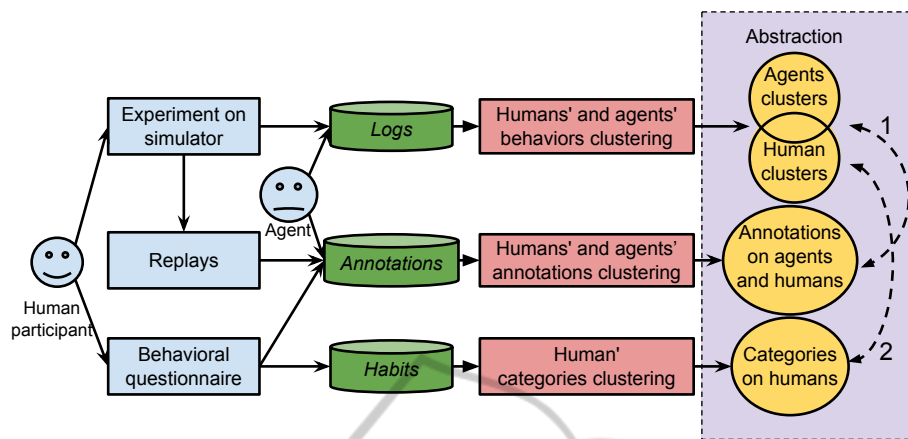 Abstraction
Agents
clusters
Human
clusters
1
Experiment on
simulator
Logs
Humans' and agents'
behaviors clustering
Agent
Replays
Annotations
Humans' and agents'
annotations clustering
Annotations
on agents
and humans
Human
participant
Behavioral
questionnaire
Habits
Human'
categories clustering
Categories
on humans
2